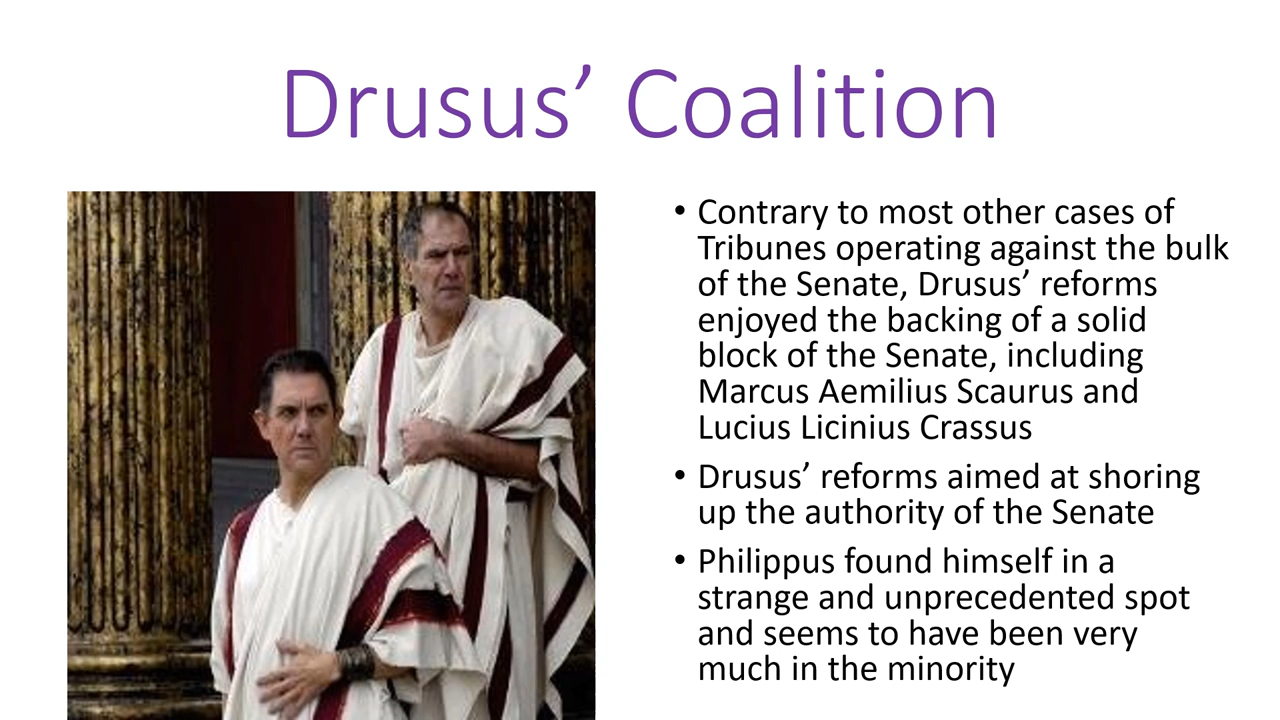 Drusus’ Coalition
• Contrary to most other cases of
Tribunes operating against the bulk
of the Senate, Drusus’ reforms
enjoyed the backing of a solid
block of the Senate, including
Marcus Aemilius Scaurus and
Lucius Licinius Crassus
• Drusus’ reforms aimed at shoring
up the authority of the Senate
• Philippus found himself in a
strange and unprecedented spot
and seems to have been very
much in the minority